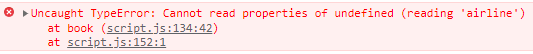 Uncaught TypeError: Cannot read properties of undefined (reading 'airline')
at book (script.js:134:42)
at script.js:152:1